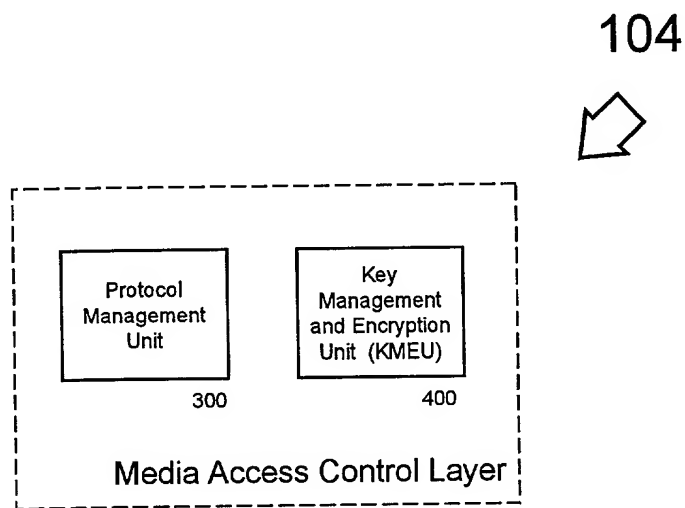 104
Protocol
Management
Unit
Key
Management
and Encryption
Unit (KMEU)
300
400
Media Access Control Layer